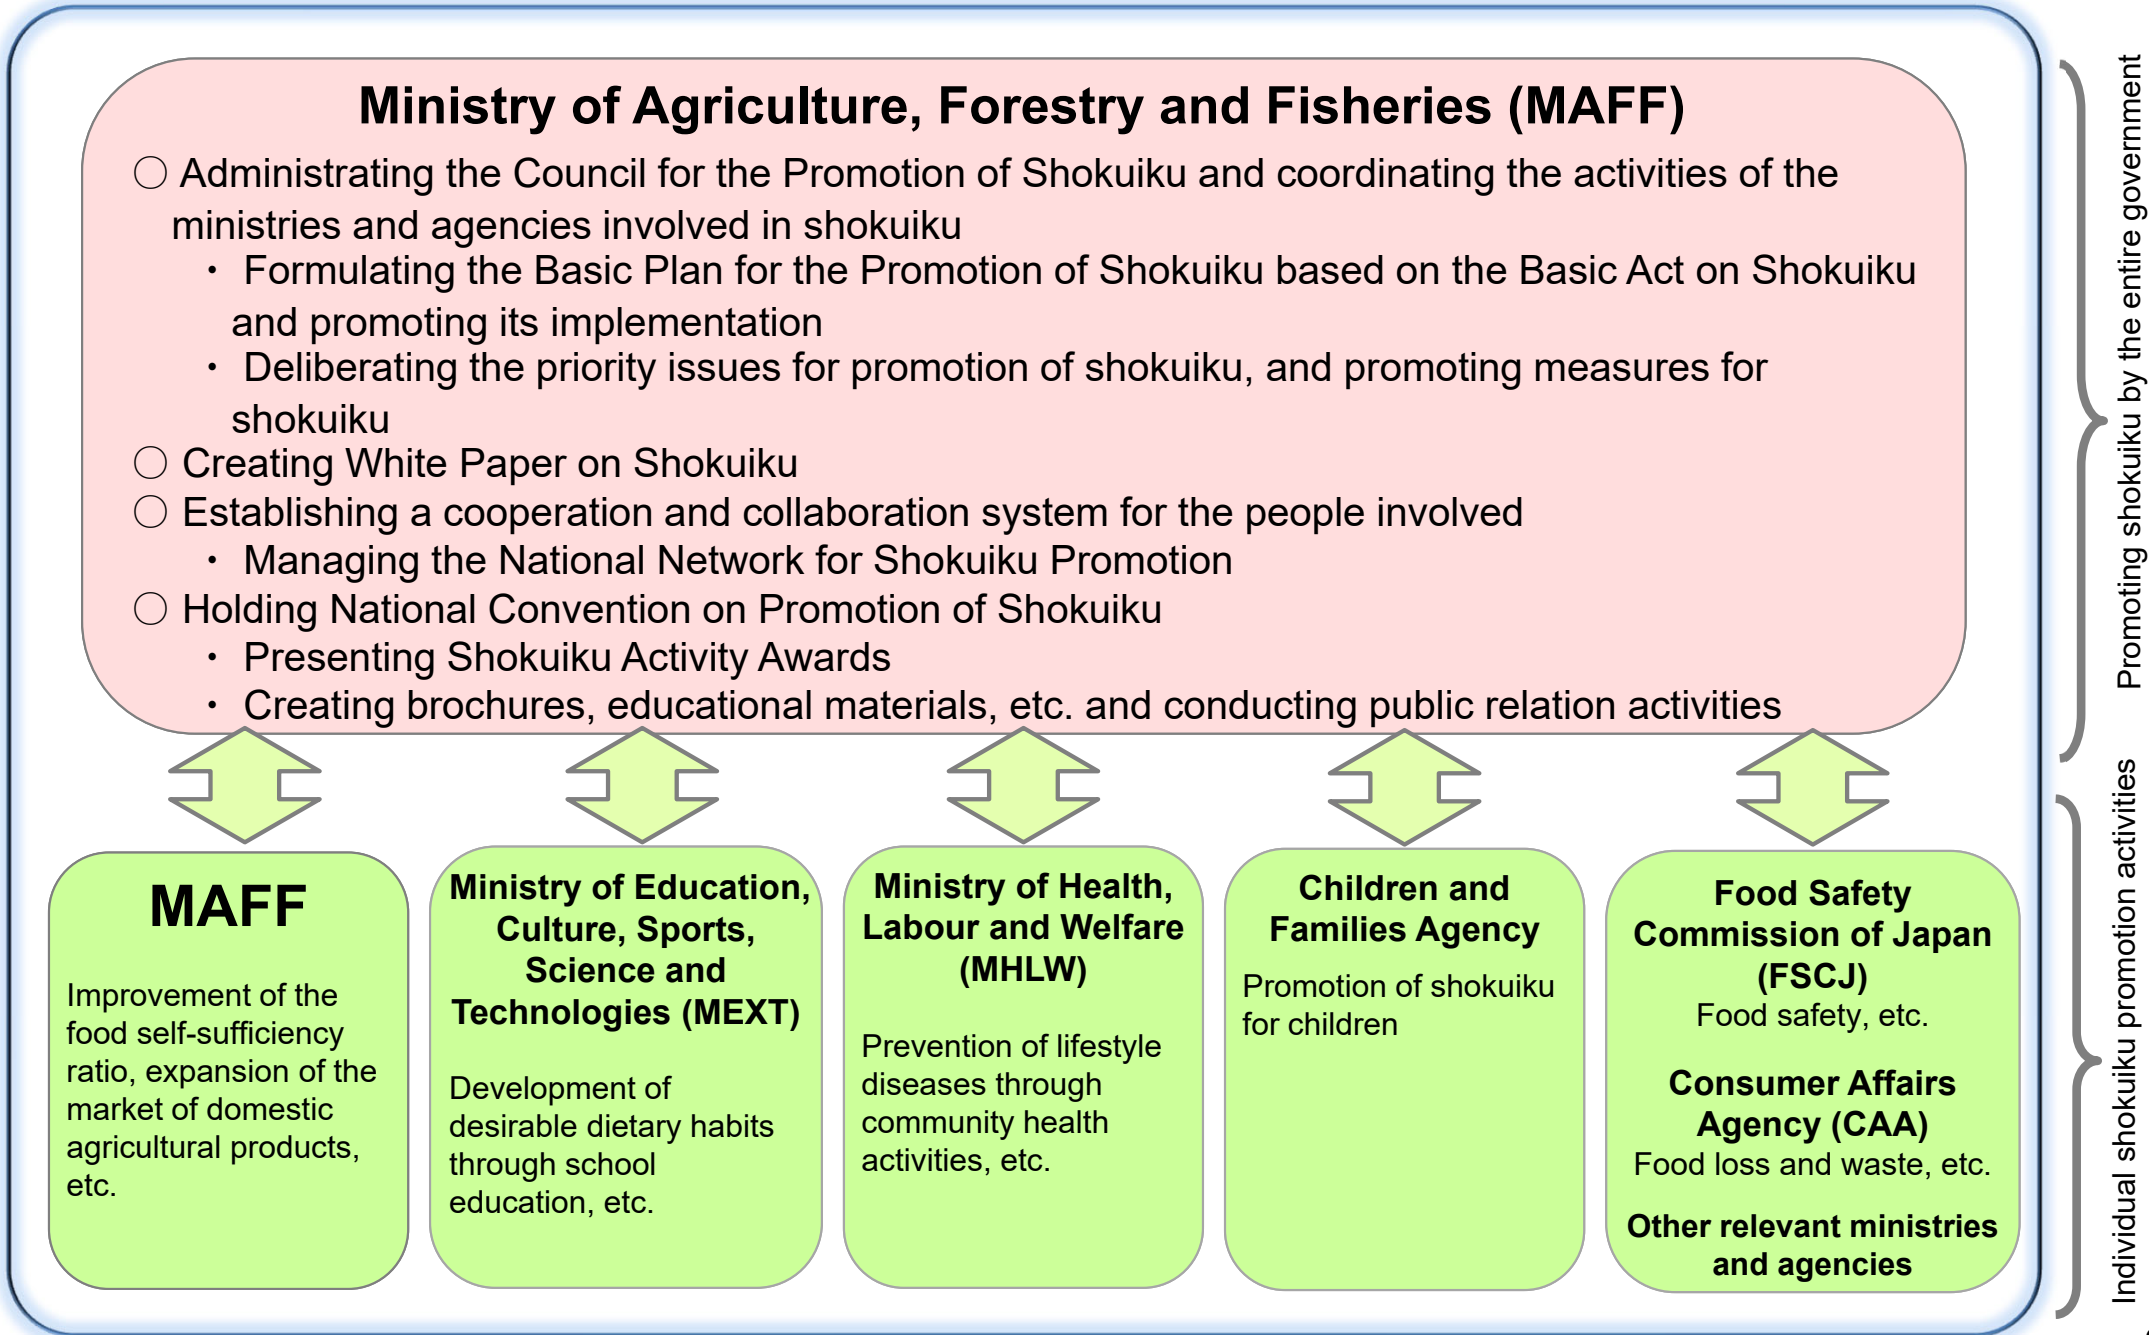 Ministry of Agriculture, Forestry and Fisheries (MAFF)
○ Administrating the Council for the Promotion of Shokuiku and coordinating the activities of the
ministries and agencies involved in shokuiku
・ Formulating the Basic Plan for the Promotion of Shokuiku based on the Basic Act on Shokuiku
and promoting its implementation
・ Deliberating the priority issues for promotion of shokuiku, and promoting measures for
shokuiku
○ Creating White Paper on Shokuiku
○ Establishing a cooperation and collaboration system for the people involved
・ Managing the National Network for Shokuiku Promotion
○ Holding National Convention on Promotion of Shokuiku
・ Presenting Shokuiku Activity Awards
・ Creating brochures, educational materials, etc. and conducting public relation activities
Promoting shokuiku by the entire government
MAFF
Improvement of the
food self-sufficiency
ratio, expansion of the
market of domestic
agricultural products,
etc.
Ministry of Education,
Culture, Sports,
Science and
Technologies (MEXT)
Development of
desirable dietary habits
through school
education, etc.
Ministry of Health,
Labour and Welfare
(MHLW)
Prevention of lifestyle
diseases through
community health
activities, etc.
Children and
Families Agency
Promotion of shokuiku
for children
Food Safety
Commission of Japan
(FSCJ)
Food safety, etc.
Consumer Affairs
Agency (CAA)
Food loss and waste, etc.
Other relevant ministries
and agencies
Individual shokuiku promotion activities